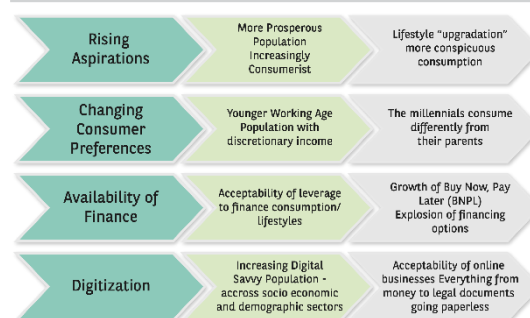 Rising
Aspirations
More Prosperous
Population
Increasingly
Consumerist
Lifestyle “upgradation”
more conspicuous
consumption
Changing
Consumer
Preferences
Younger Working Age
Population with
discretionary income
The millennials consume
differently from
their parents
Availability of
Finance
Acceptability of leverage
to finance consumption/
lifestyles
Growth of Buy Now, Pay
Later (BNPL)
Explosion of financing
options
Digitization
Increasing Digital
Savvy Population -
accross socio economic
and demographic sectors
Acceptability of online
businesses Everything from
money to legal documents
going paperless